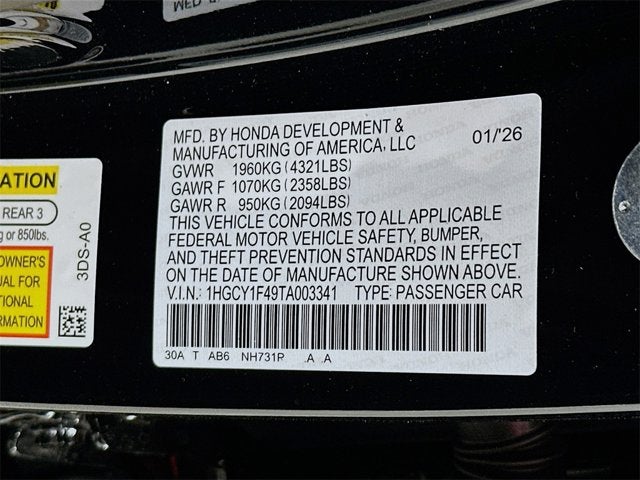 MFD. BY HONDA DEVELOPMENT &
MANUFACTURING OF AMERICA, LLC 01/'26
GVWR 1960KG (4321LBS)
GAWR F 1070KG (2358LBS)
GAWR R 950KG (2094LBS)
THIS VEHICLE CONFORMS TO ALL APPLICABLE
FEDERAL MOTOR VEHICLE SAFETY, BUMPER,
AND THEFT PREVENTION STANDARDS IN EFFECT
ON THE DATE OF MANUFACTURE SHOWN ABOVE.
V.I.N.: 1HGCY1F49TA003341 TYPE: PASSENGER CAR
30A T AB6 NH731P .A .A
ATION
REAR 3
or 850lbs.
OWNER'S
UAL FOR
TIONAL
RMATION
3DS-A0